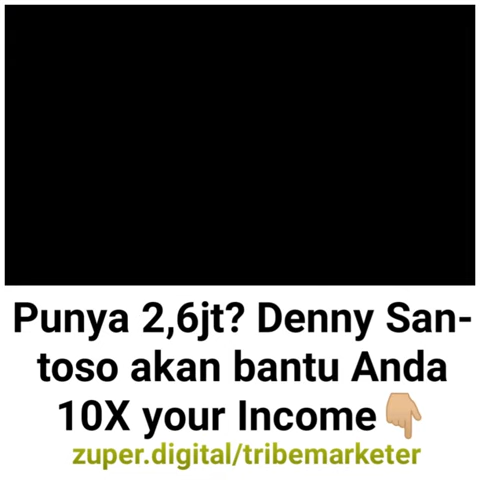 Punya 2,6jt? Denny San-
toso akan bantu Anda
10X your Income👇🏼
zuper.digital/tribemarketer